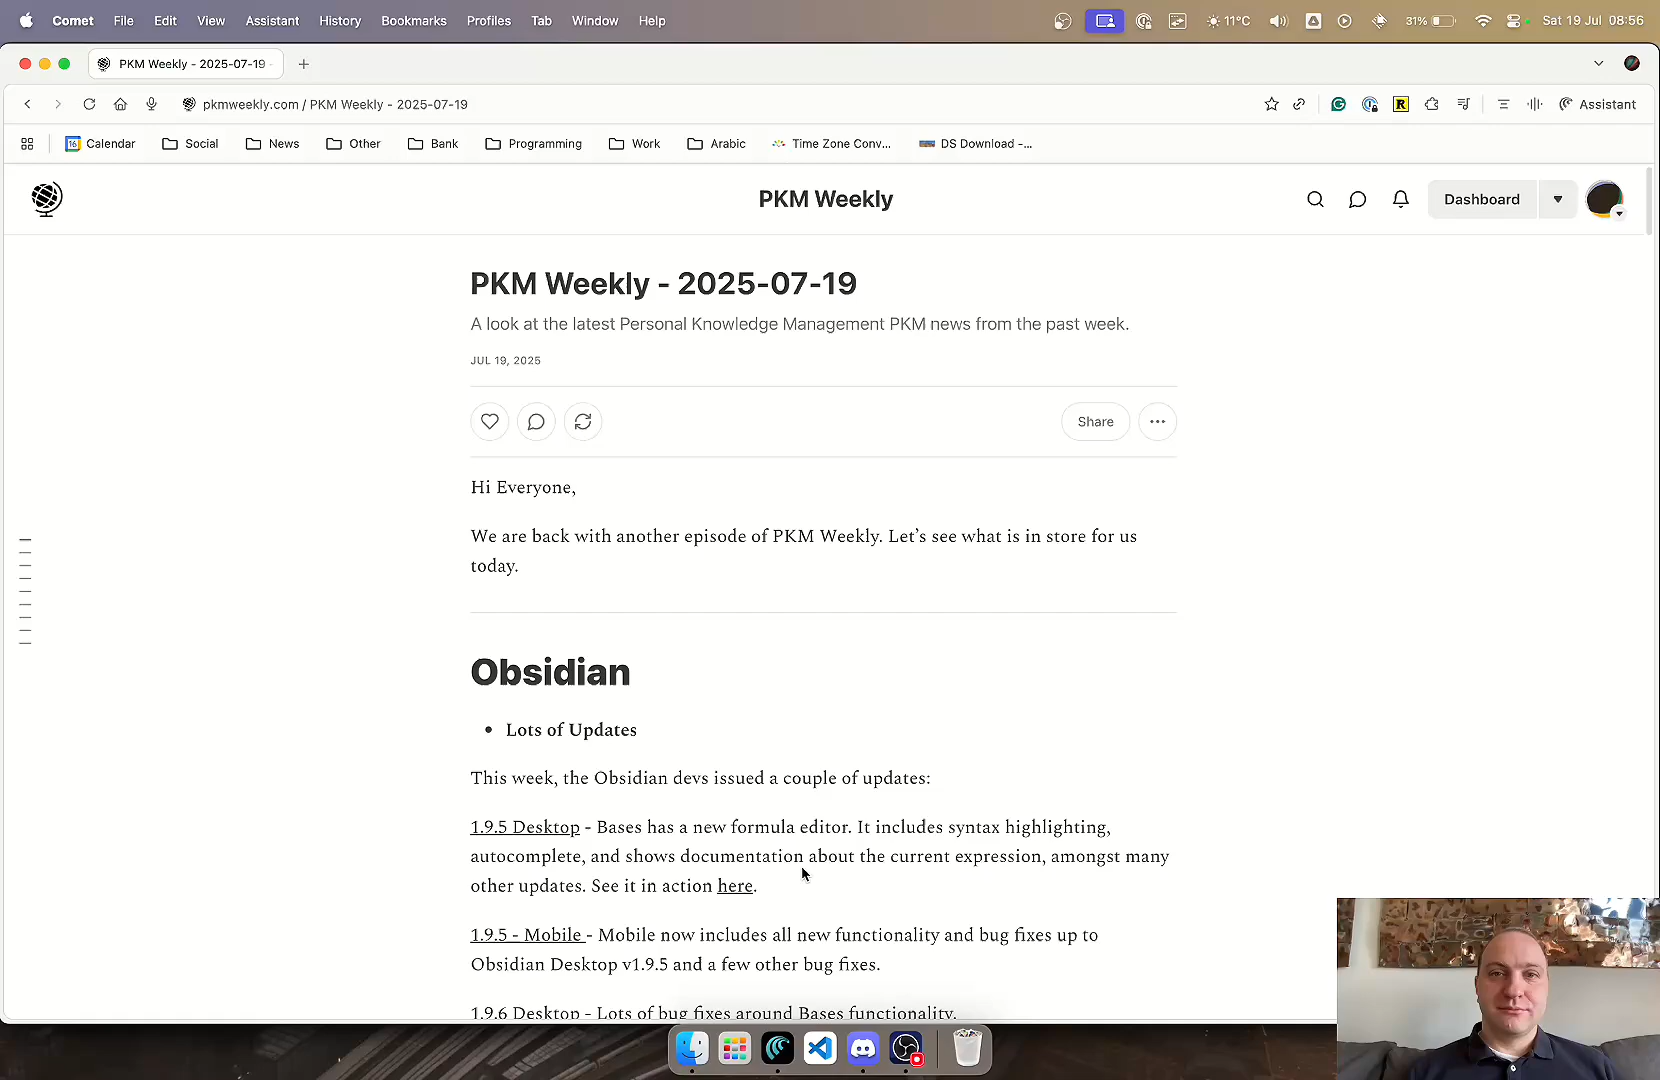 Comet File Edit View Assistant History Bookmarks Profiles Tab Window Help 11°C 31% Sat 19 Jul 08:56
PKM Weekly - 2025-07-19
pkmweekly.com / PKM Weekly - 2025-07-19 R Assistant
16 Calendar Social News Other Bank Programming Work Arabic Time Zone Conv... DS Download -...
PKM Weekly Dashboard
PKM Weekly - 2025-07-19
A look at the latest Personal Knowledge Management PKM news from the past week.
JUL 19, 2025
Share
Hi Everyone,
We are back with another episode of PKM Weekly. Let’s see what is in store for us
today.
Obsidian
• Lots of Updates
This week, the Obsidian devs issued a couple of updates:
1.9.5 Desktop - Bases has a new formula editor. It includes syntax highlighting,
autocomplete, and shows documentation about the current expression, amongst many
other updates. See it in action here.
1.9.5 - Mobile - Mobile now includes all new functionality and bug fixes up to
Obsidian Desktop v1.9.5 and a few other bug fixes.
1.9.6 Desktop - Lots of bug fixes around Bases functionality.